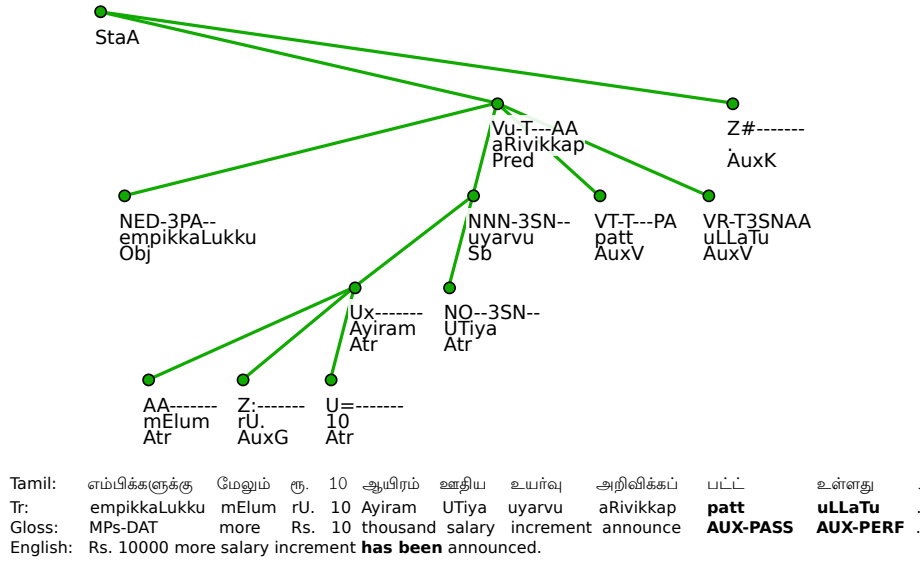 StaA
Vu-T---AA
aRivikkap
Pred
Z#-------
.
AuxK
NED-3PA--
empikkaLukku
Obj
NNN-3SN--
uyarvu
Sb
VT-T---PA
patt
AuxV
VR-T3SNAA
uLLaTu
AuxV
Ux-------
Ayiram
Atr
NO--3SN--
UTiya
Atr
AA-------
mElum
Atr
Z:-------
rU.
AuxG
U=-------
10
Atr
Tamil: எம்பிக்களுக்கு மேலும் ரூ. 10 ஆயிரம் ஊதிய உயர்வு அறிவிக்கப் பட்ட் உள்ளது .
Tr: empikkaLukku mElum rU. 10 Ayiram UTiya uyarvu aRivikkap patt uLLaTu .
Gloss: MPs-DAT more Rs. 10 thousand salary increment announce AUX-PASS AUX-PERF .
English: Rs. 10000 more salary increment has been announced.